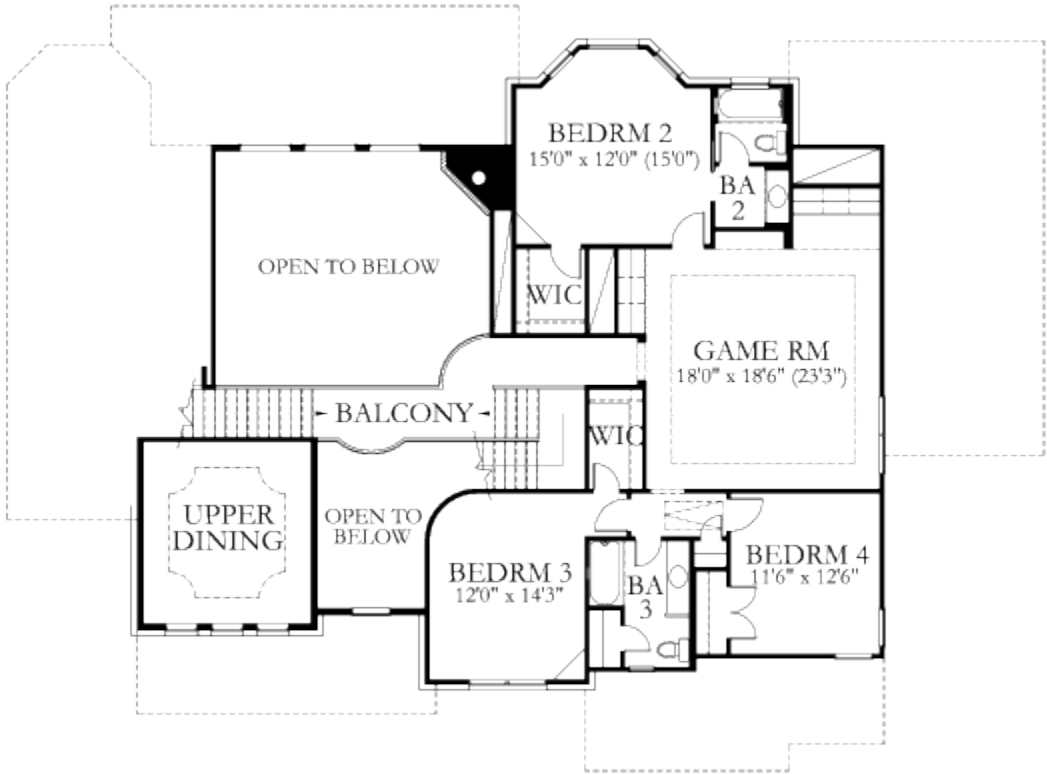 BEDRM 2
15'0" x 12'0" (15'0")
BA
2
OPEN TO BELOW
WIC
GAME RM
18'0" x 18'6" (23'3")
BALCONY
WIC
UPPER
DINING
OPEN TO
BELOW
BEDRM 3
12'0" x 14'3"
BA
3
BEDRM 4
11'6" x 12'6"